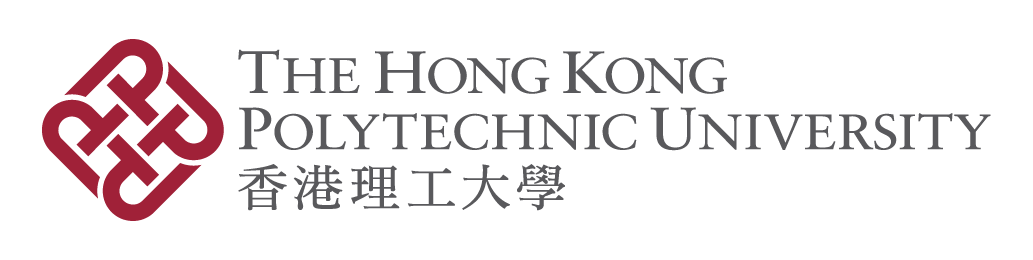 THE HONG KONG
POLYTECHNIC UNIVERSITY
香港理工大學